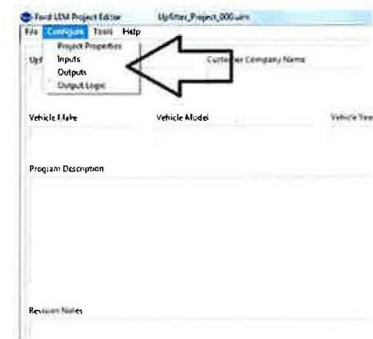 Ford UIM Project Editor Upfitter_Project_000.uim
File Configure Tools Help
Project Properties
Inputs
Outputs
Output Logic
Company Name
Vehicle Make Vehicle Model Vehicle
Program Description
Revision Notes